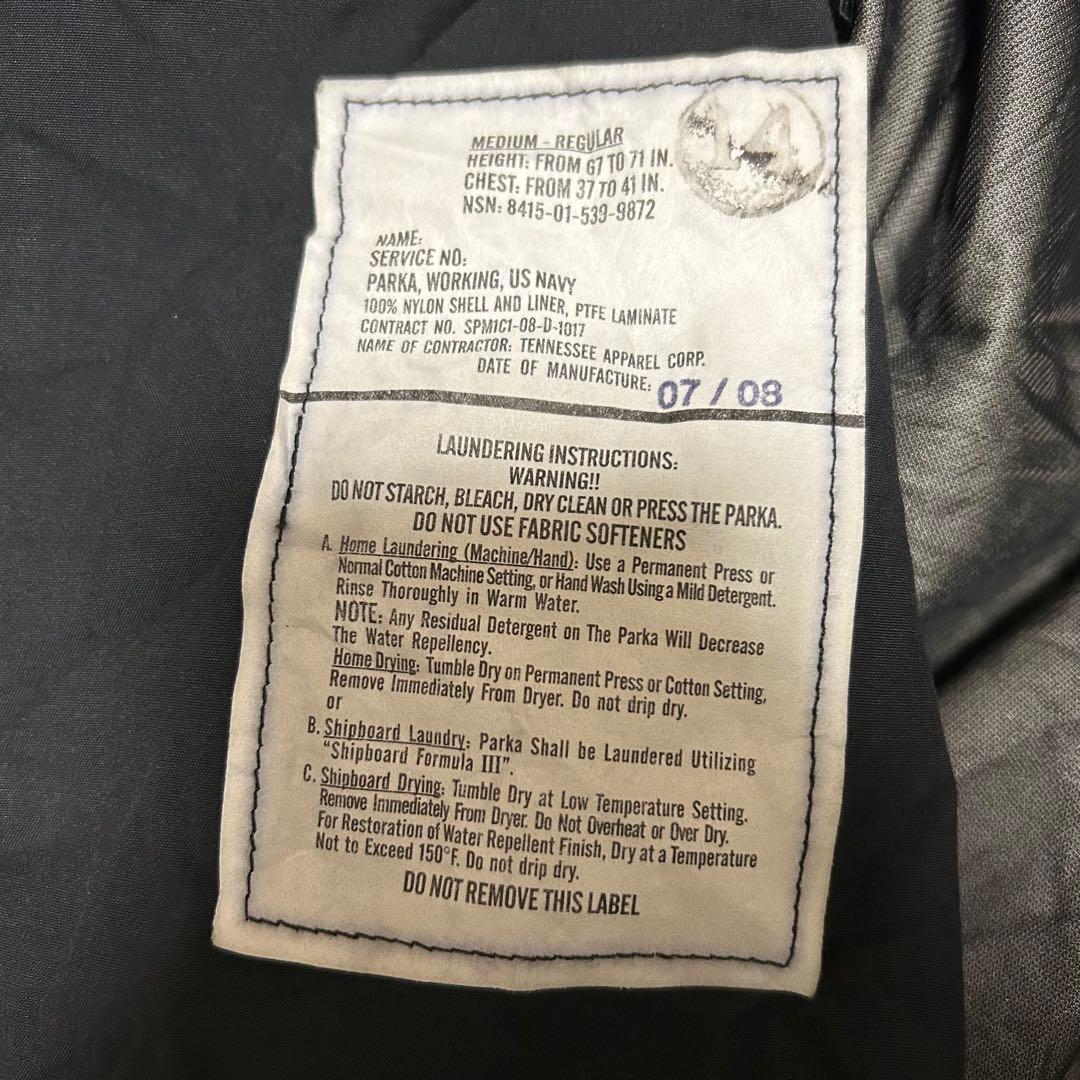 MEDIUM - REGULAR
HEIGHT: FROM 67 TO 71 IN.
CHEST: FROM 37 TO 41 IN.
NSN: 8415-01-539-9872
14
NAME:
SERVICE NO:
PARKA, WORKING, US NAVY
100% NYLON SHELL AND LINER, PTFE LAMINATE
CONTRACT NO. SPM1C1-08-D-1017
NAME OF CONTRACTOR: TENNESSEE APPAREL CORP.
DATE OF MANUFACTURE: 07 / 08
LAUNDERING INSTRUCTIONS:
WARNING!!
DO NOT STARCH, BLEACH, DRY CLEAN OR PRESS THE PARKA.
DO NOT USE FABRIC SOFTENERS
A. Home Laundering (Machine/Hand): Use a Permanent Press or
Normal Cotton Machine Setting, or Hand Wash Using a Mild Detergent.
Rinse Thoroughly in Warm Water.
NOTE: Any Residual Detergent on The Parka Will Decrease
The Water Repellency.
Home Drying: Tumble Dry on Permanent Press or Cotton Setting,
Remove Immediately From Dryer. Do not drip dry.
or
B. Shipboard Laundry: Parka Shall be Laundered Utilizing
"Shipboard Formula III".
C. Shipboard Drying: Tumble Dry at Low Temperature Setting.
Remove Immediately From Dryer. Do Not Overheat or Over Dry.
For Restoration of Water Repellent Finish, Dry at a Temperature
Not to Exceed 150°F. Do not drip dry.
DO NOT REMOVE THIS LABEL